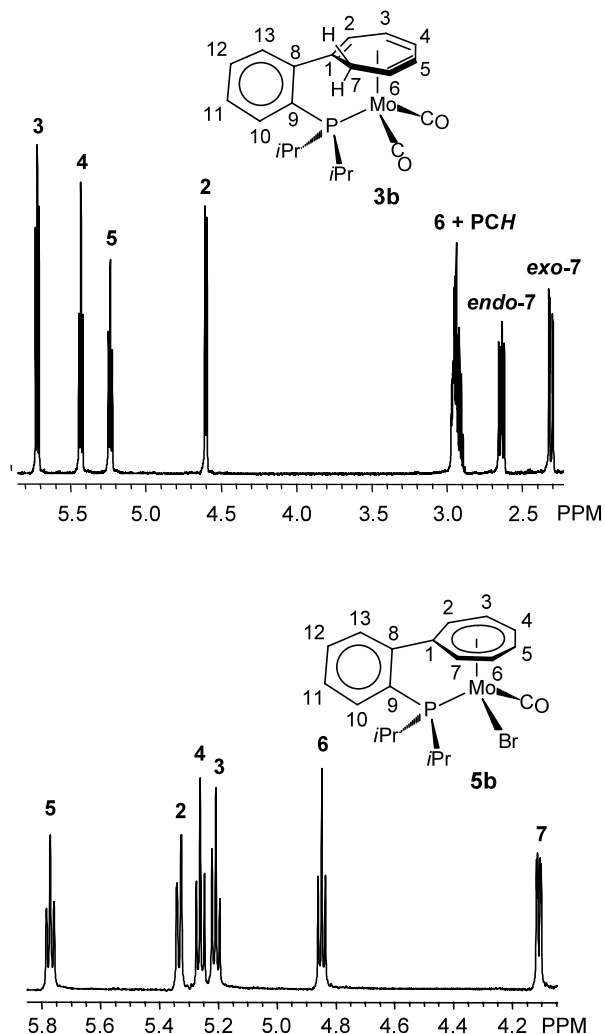 H 2 3
13 4
12 8 1 5
H 7 6
11 9 Mo CO
10 P C
O
iPr
iPr
3b
3
4
5
2
6 + PCH
endo-7
exo-7
5.5 5.0 4.5 4.0 3.5 3.0 2.5 PPM
2 3
13 4
12 8 1 5
7 6
11 9 Mo CO
10 P
Br
iPr
iPr
5b
5
2
4
3
6
7
5.8 5.6 5.4 5.2 5.0 4.8 4.6 4.4 4.2 PPM